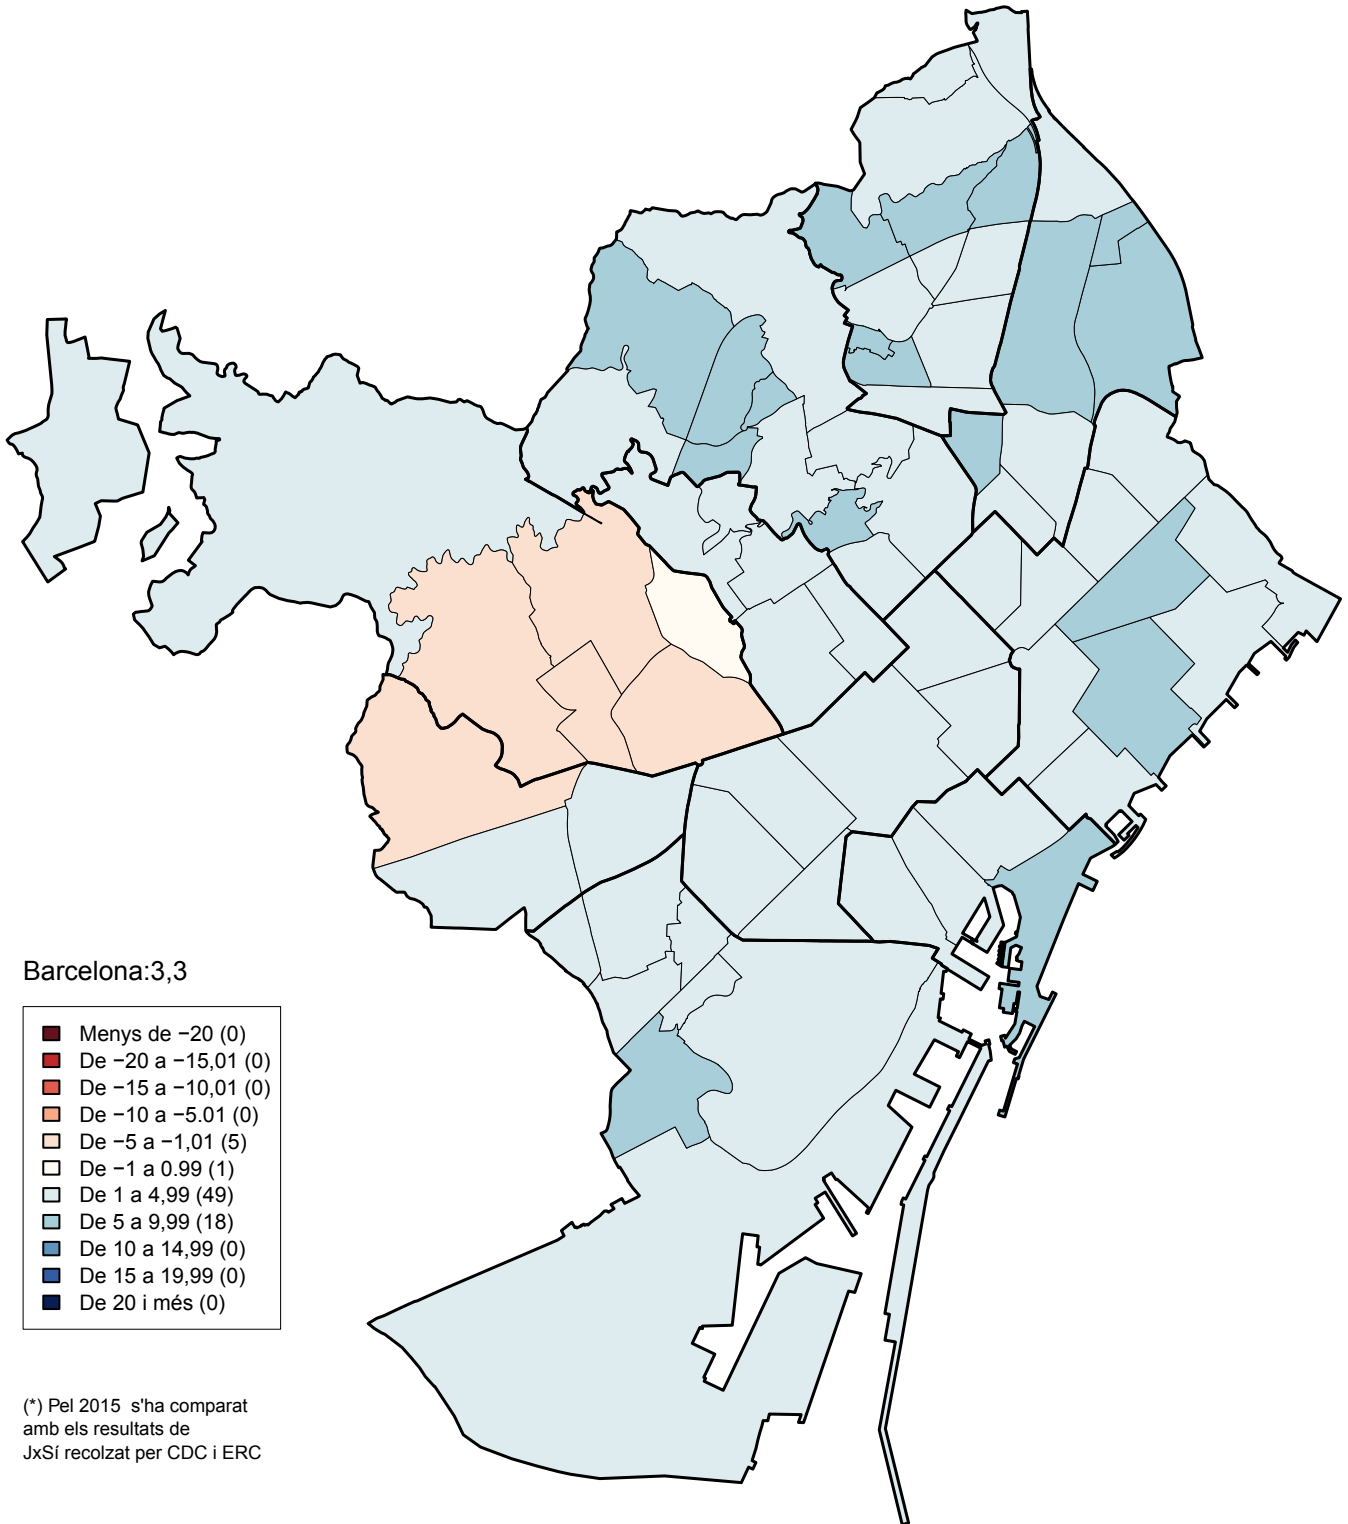 Barcelona:3,3
Menys de −20 (0)
De −20 a −15,01 (0)
De −15 a −10,01 (0)
De −10 a −5.01 (0)
De −5 a −1,01 (5)
De −1 a 0.99 (1)
De 1 a 4,99 (49)
De 5 a 9,99 (18)
De 10 a 14,99 (0)
De 15 a 19,99 (0)
De 20 i més (0)
(*) Pel 2015 s'ha comparat
amb els resultats de
JxSí recolzat per CDC i ERC